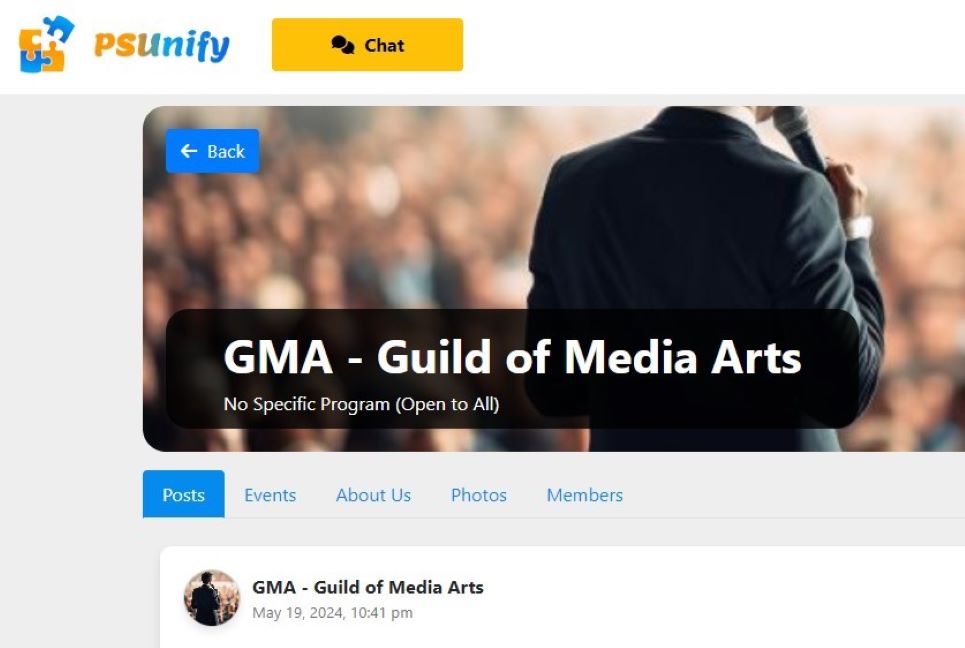 PSUnify
Chat
Back
GMA - Guild of Media Arts
No Specific Program (Open to All)
Posts
Events
About Us
Photos
Members
GMA - Guild of Media Arts
May 19, 2024, 10:41 pm